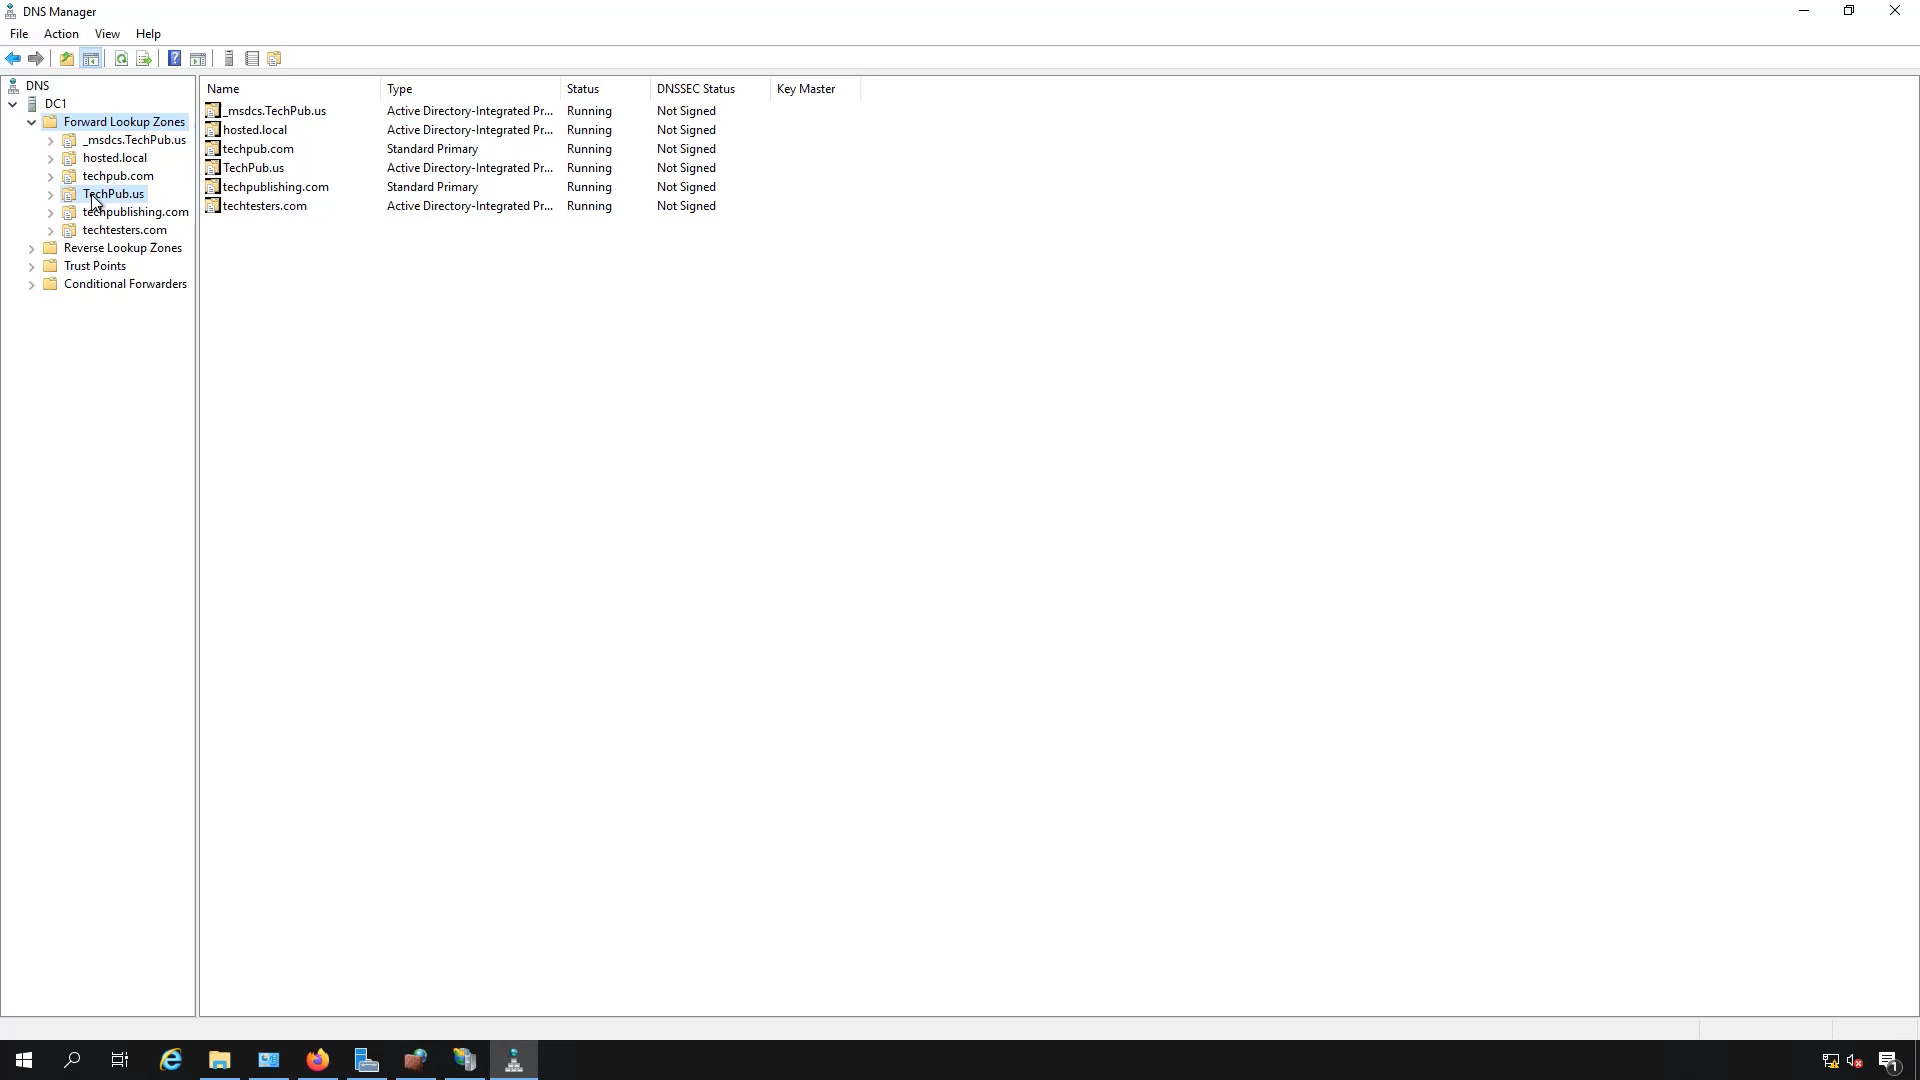 DNS Manager
File Action View Help
DNS
DC1
Forward Lookup Zones
_msdcs.TechPub.us
hosted.local
techpub.com
TechPub.us
techpublishing.com
techtesters.com
Reverse Lookup Zones
Trust Points
Conditional Forwarders
Name Type Status DNSSEC Status Key Master
_msdcs.TechPub.us Active Directory-Integrated Pr... Running Not Signed
hosted.local Active Directory-Integrated Pr... Running Not Signed
techpub.com Standard Primary Running Not Signed
TechPub.us Active Directory-Integrated Pr... Running Not Signed
techpublishing.com Standard Primary Running Not Signed
techtesters.com Active Directory-Integrated Pr... Running Not Signed
1